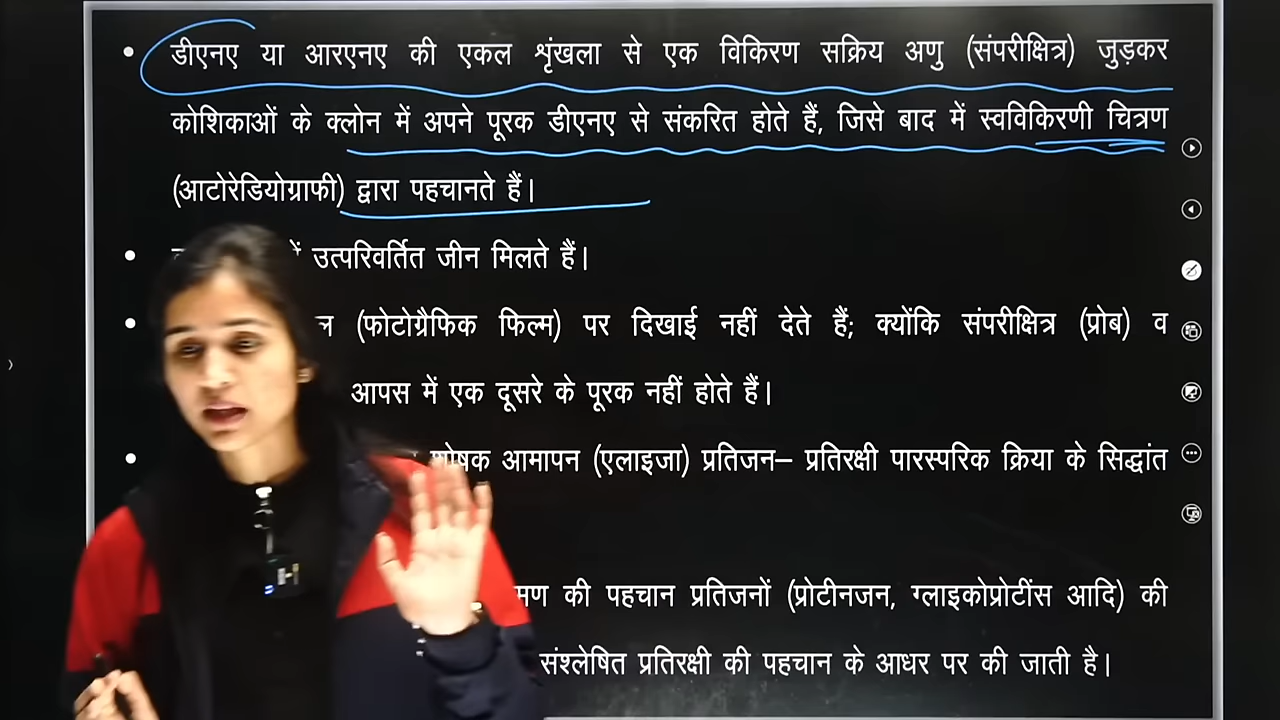 डीएनए या आरएनए की एकल शृंखला से एक विकिरण सक्रिय अणु (संपरीक्षित्र) जुड़कर
कोशिकाओं के क्लोन में अपने पूरक डीएनए से संकरित होते हैं, जिसे बाद में स्वविकिरणी चित्रण
(आटोरेडियोग्राफी) द्वारा पहचानते हैं।
उत्परिवर्तित जीन मिलते हैं।
(फोटोग्रैफिक फिल्म) पर दिखाई नहीं देते हैं; क्योंकि संपरीक्षित्र (प्रोब) व
आपस में एक दूसरे के पूरक नहीं होते हैं।
आमापन (एलाइजा) प्रतिजन– प्रतिरक्षी पारस्परिक क्रिया के सिद्धांत
की पहचान प्रतिजनों (प्रोटीनजन, ग्लाइकोप्रोटींस आदि) की
संश्लेषित प्रतिरक्षी की पहचान के आधर पर की जाती है।